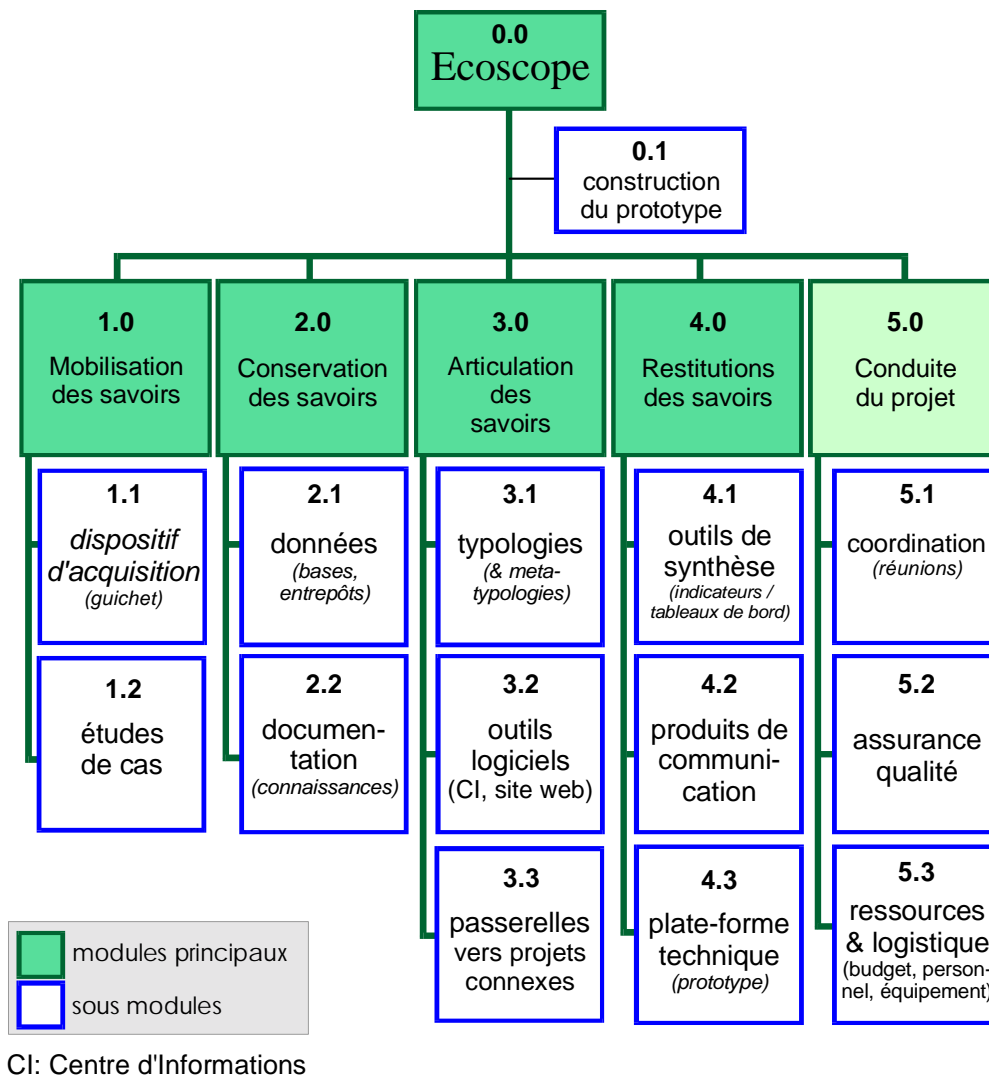 0.0
Ecoscope
0.1
construction
du prototype
1.0
Mobilisation
des savoirs
2.0
Conservation
des savoirs
3.0
Articulation
des
savoirs
4.0
Restitutions
des savoirs
5.0
Conduite
du projet
1.1
dispositif
d'acquisition
(guichet)
2.1
données
(bases,
entrepôts)
3.1
typologies
(& meta-
typologies)
4.1
outils de
synthèse
(indicateurs /
tableaux de bord)
5.1
coordination
(réunions)
1.2
études
de cas
2.2
documen-
tation
(connaissances)
3.2
outils
logiciels
(CI, site web)
4.2
produits de
communi-
cation
5.2
assurance
qualité
3.3
passerelles
vers projets
connexes
4.3
plate-forme
technique
(prototype)
5.3
ressources
& logistique
(budget, person-
nel, équipement)
modules principaux
sous modules
CI: Centre d'Informations